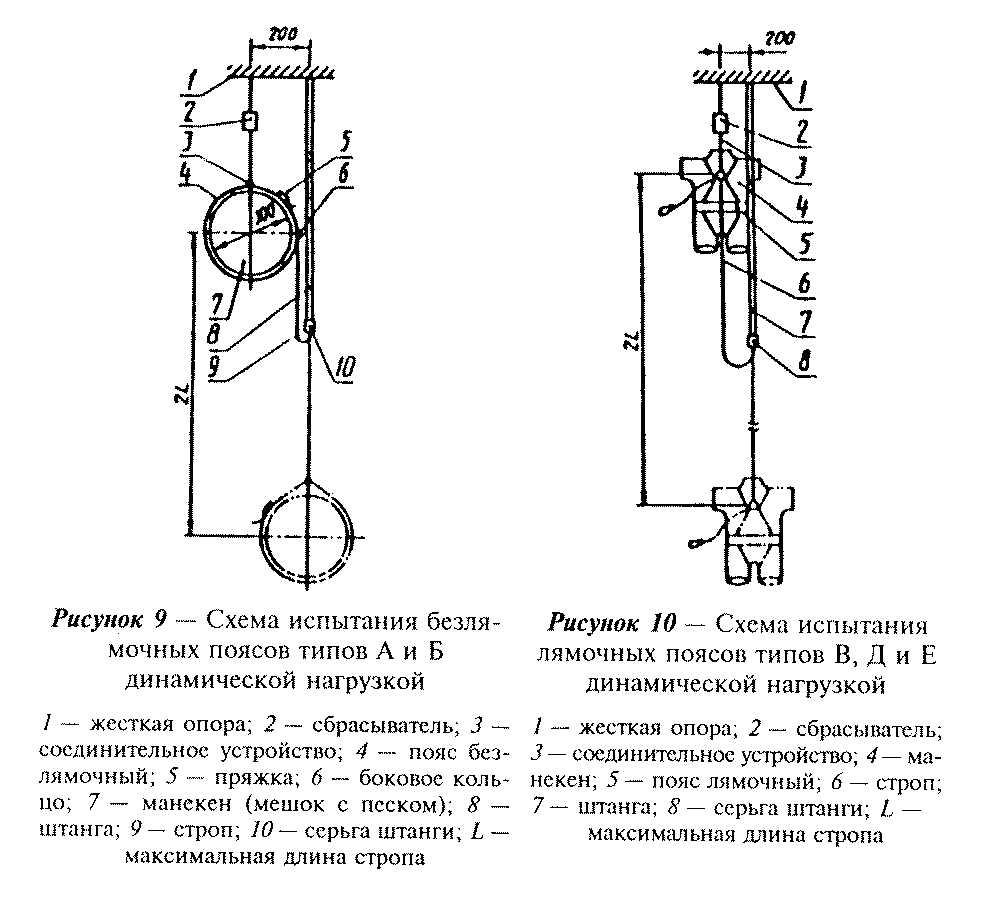 200
1
2
3
4
5
6
7
8
9
10
2L
200
1
2
3
4
5
6
7
8
2L
Рисунок 9 — Схема испытания безля-
мочных поясов типов А и Б
динамической нагрузкой
1 — жесткая опора; 2 — сбрасыватель; 3 —
соединительное устройство; 4 — пояс без-
лямочный; 5 — пряжка; 6 — боковое коль-
цо; 7 — манекен (мешок с песком); 8 —
штанга; 9 — строп; 10 — серьга штанги; L —
максимальная длина стропа
Рисунок 10 — Схема испытания
лямочных поясов типов В, Д и Е
динамической нагрузкой
1 — жесткая опора; 2 — сбрасыватель;
3 — соединительное устройство; 4 — ма-
некен; 5 — пояс лямочный; 6 — строп;
7 — штанга; 8 — серьга штанги; L —
максимальная длина стропа